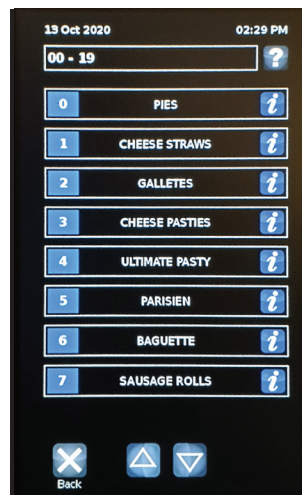 13 Oct 2020 02:29 PM
00 - 19 ?
0 PIES i
1 CHEESE STRAWS i
2 GALLETES i
3 CHEESE PASTIES i
4 ULTIMATE PASTY i
5 PARISIEN i
6 BAGUETTE i
7 SAUSAGE ROLLS i
Back